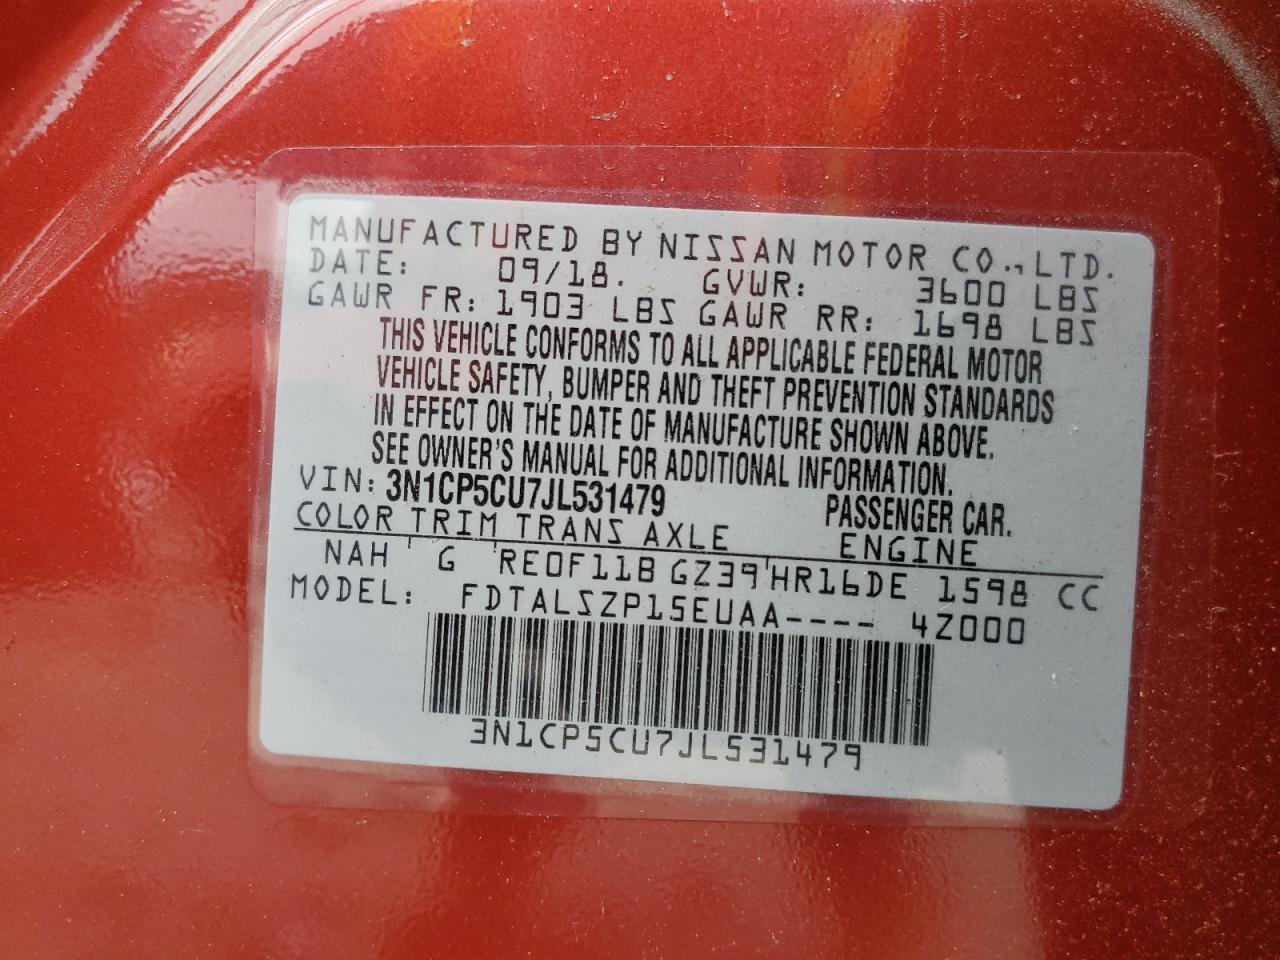 MANUFACTURED BY NISSAN MOTOR CO.,LTD.
DATE: 09/18. GVWR: 3600 LBS
GAWR FR: 1903 LBS GAWR RR: 1698 LBS
THIS VEHICLE CONFORMS TO ALL APPLICABLE FEDERAL MOTOR
VEHICLE SAFETY, BUMPER AND THEFT PREVENTION STANDARDS
IN EFFECT ON THE DATE OF MANUFACTURE SHOWN ABOVE.
SEE OWNER'S MANUAL FOR ADDITIONAL INFORMATION.
VIN: 3N1CP5CU7JL531479 PASSENGER CAR.
COLOR TRIM TRANS AXLE ENGINE
NAH ' G 'RE0F11B GZ39'HR16DE 1598 CC
MODEL: FDTALSZP15EUAA---- 4Z000
3N1CP5CU7JL531479